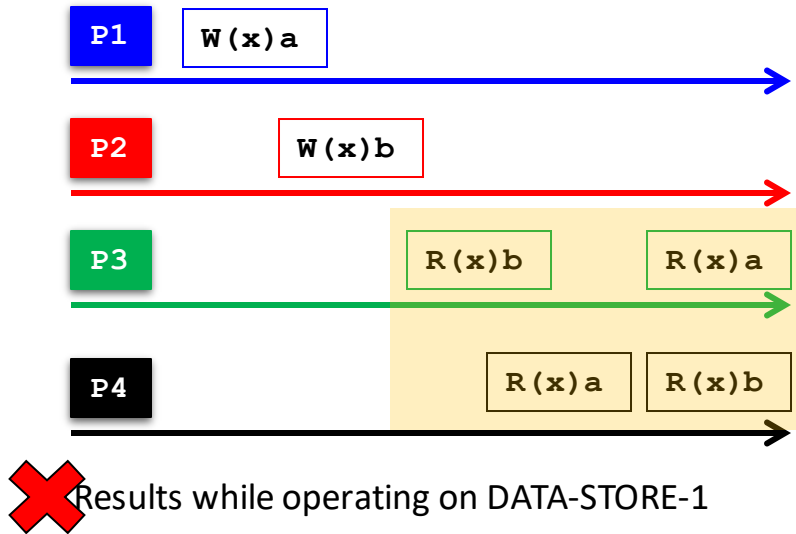 P1 W(x)a
P2 W(x)b
P3 R(x)b R(x)a
P4 R(x)a R(x)b
Results while operating on DATA-STORE-1